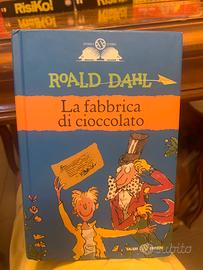 RisiKo!
ROALD DAHL
La fabbrica
di cioccolato
SALANI EDITORE
subito